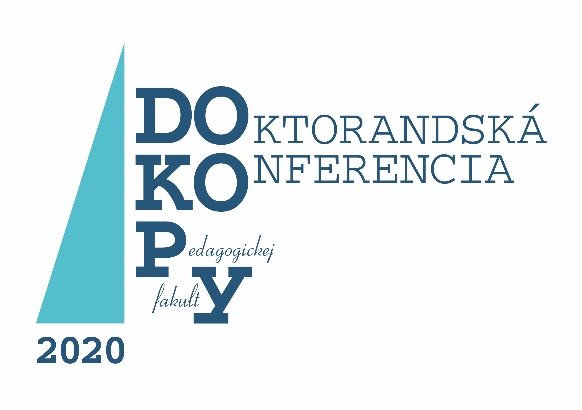 DOKTORANDSKÁ
KONFERENCIA
Pedagogickej
fakultY
2020